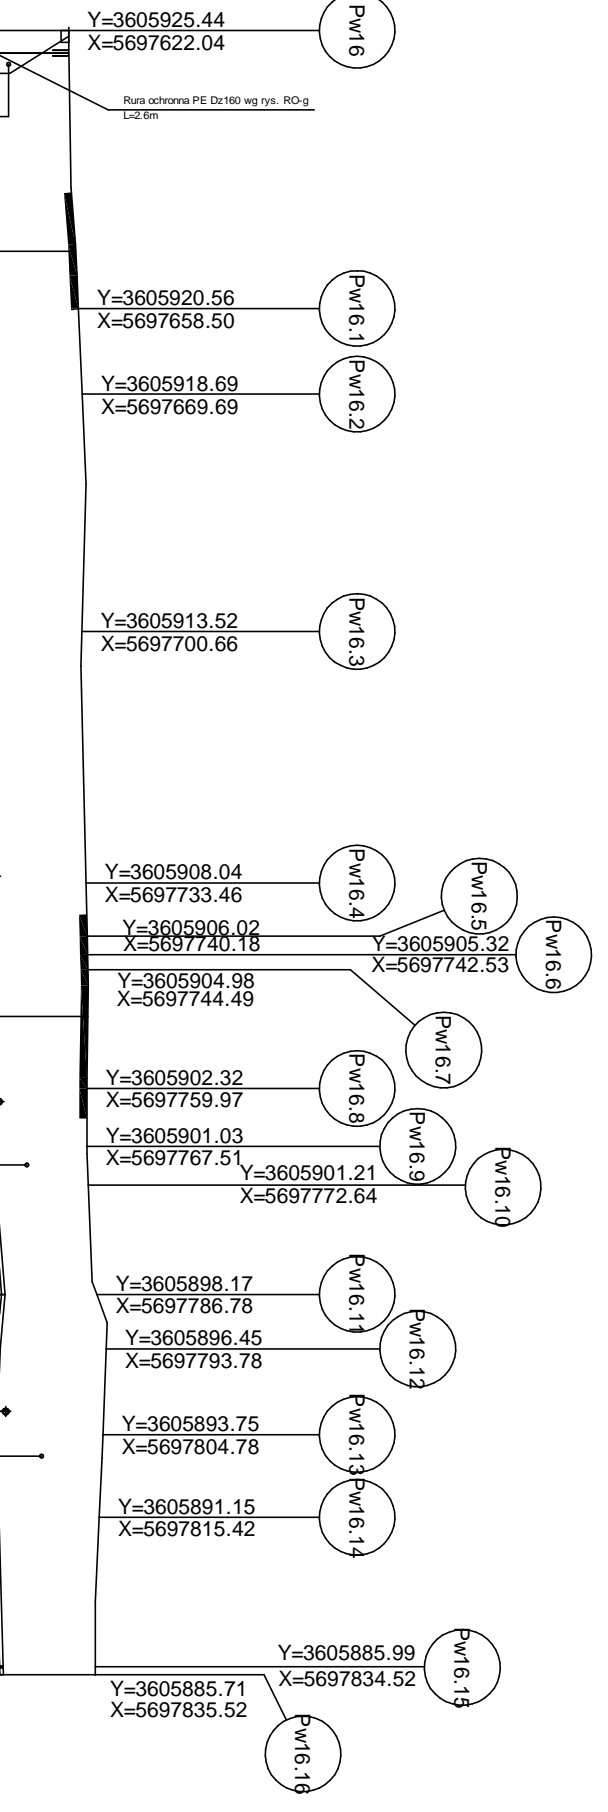 Y=3605925.44
X=5697622.04
Pw16
Rura ochronna PE Dz160 wg rys. RO-g
L=2.6m
Y=3605920.56
X=5697658.50
Pw16.1
Y=3605918.69
X=5697669.69
Pw16.2
Y=3605913.52
X=5697700.66
Pw16.3
Y=3605908.04
X=5697733.46
Pw16.4
Y=3605906.02
X=5697740.18
Pw16.5
Y=3605905.32
X=5697742.53
Pw16.6
Y=3605904.98
X=5697744.49
Pw16.7
Y=3605902.32
X=5697759.97
Pw16.8
Y=3605901.03
X=5697767.51
Pw16.9
Y=3605901.21
X=5697772.64
Pw16.10
Y=3605898.17
X=5697786.78
Pw16.11
Y=3605896.45
X=5697793.78
Pw16.12
Y=3605893.75
X=5697804.78
Pw16.13
Y=3605891.15
X=5697815.42
Pw16.14
Y=3605885.99
X=5697834.52
Pw16.15
Y=3605885.71
X=5697835.52
Pw16.16